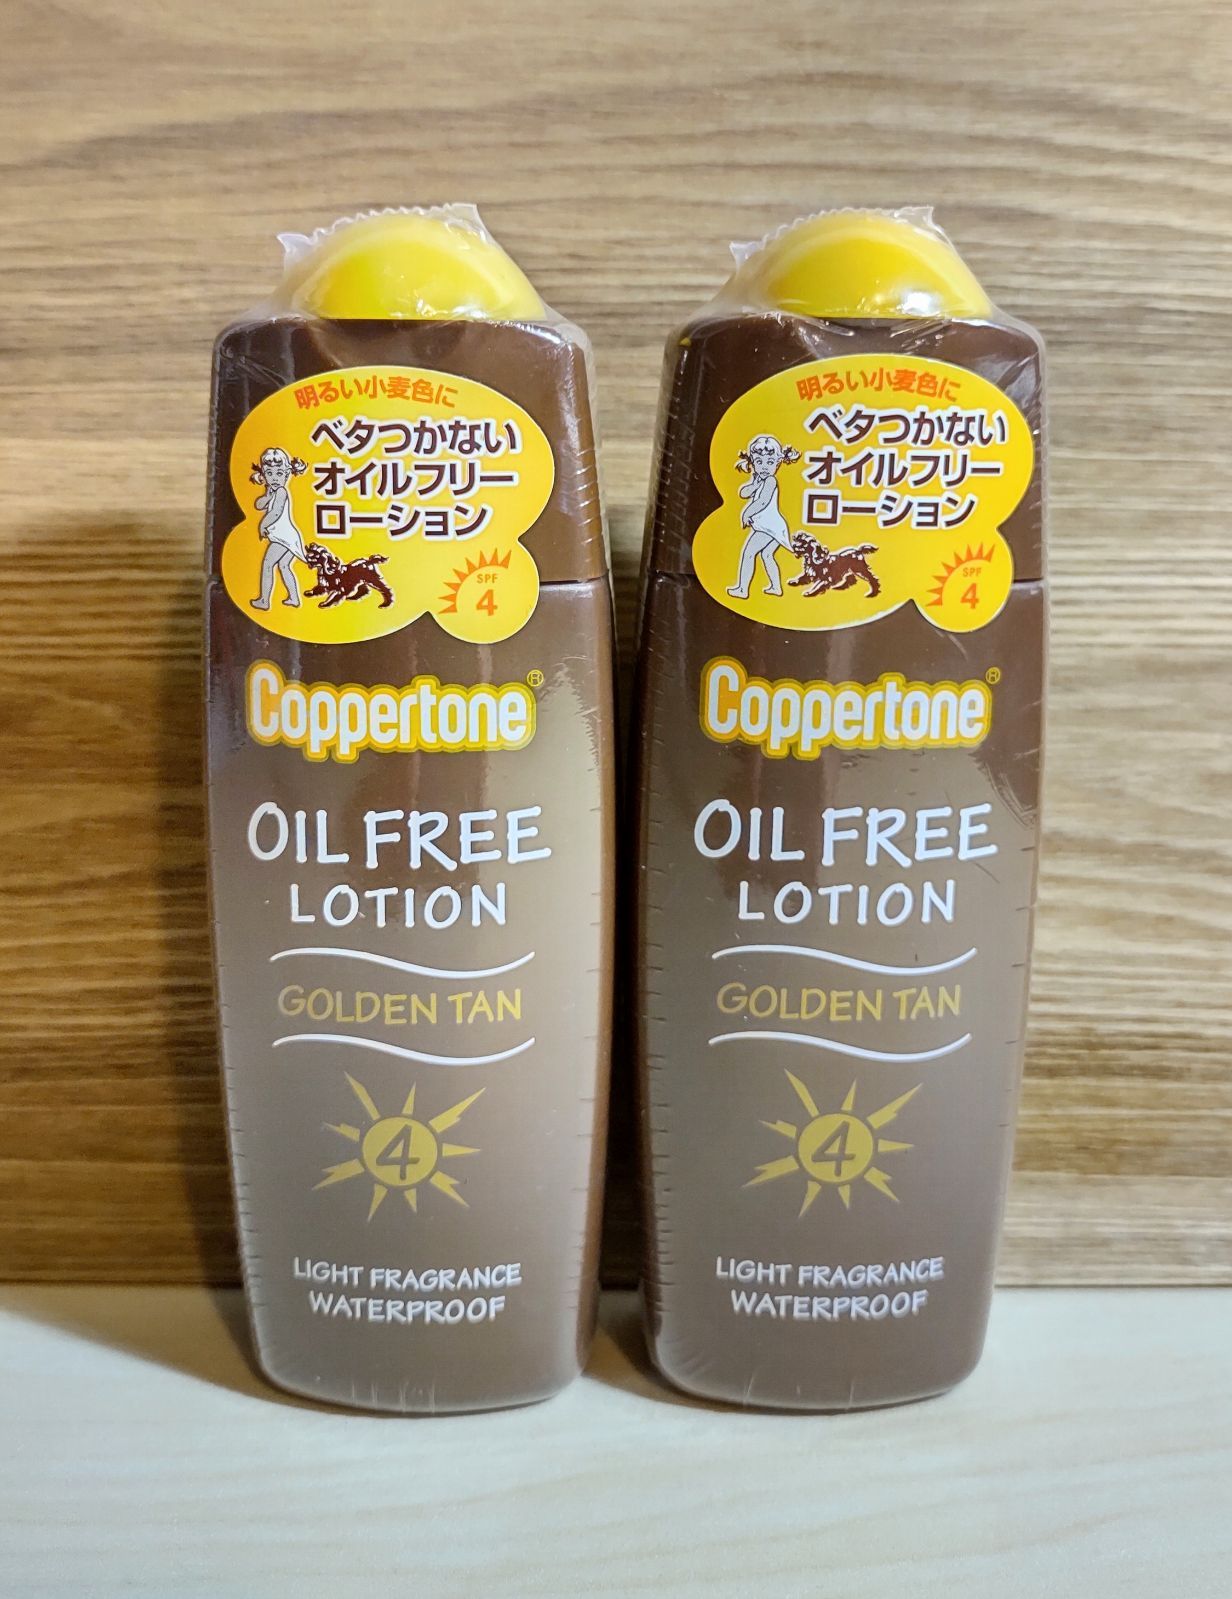 明るい小麦色に
ベタつかない
オイルフリー
ローション
SPF
4
Coppertone®
OIL FREE
LOTION
GOLDEN TAN
4
LIGHT FRAGRANCE
WATERPROOF
明るい小麦色に
ベタつかない
オイルフリー
ローション
SPF
4
Coppertone®
OIL FREE
LOTION
GOLDEN TAN
4
LIGHT FRAGRANCE
WATERPROOF